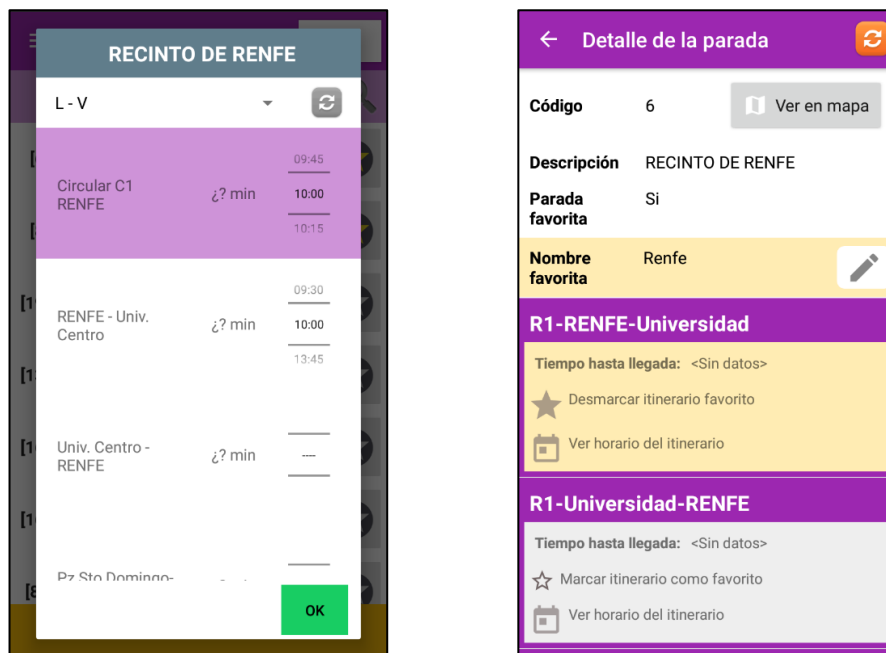 RECINTO DE RENFE
L - V
09:45
Circular C1
RENFE
¿? min
10:00
10:15
09:30
RENFE - Univ.
Centro
¿? min
10:00
13:45
Univ. Centro -
RENFE
¿? min
---
Pz Sto Domingo-
OK
Detalle de la parada
Código 6 Ver en mapa
Descripción RECINTO DE RENFE
Parada
favorita
Si
Nombre
favorita
Renfe
R1-RENFE-Universidad
Tiempo hasta llegada: <Sin datos>
Desmarcar itinerario favorito
Ver horario del itinerario
R1-Universidad-RENFE
Tiempo hasta llegada: <Sin datos>
Marcar itinerario como favorito
Ver horario del itinerario